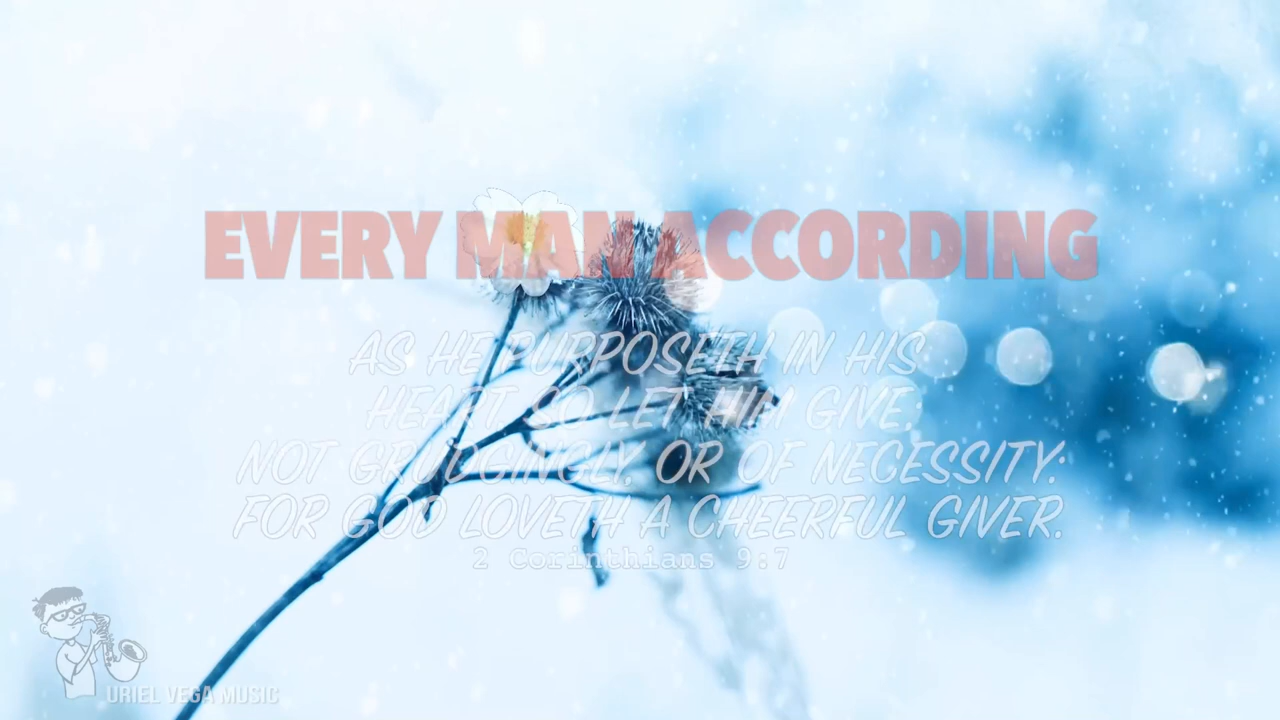 EVERY MAN ACCORDING
AS HE PURPOSETH IN HIS
HEART, SO LET HIM GIVE,
NOT GRUDGINGLY, OR OF NECESSITY:
FOR GOD LOVETH A CHEERFUL GIVER.
2 Corinthians 9:7
URIEL VEGA MUSIC